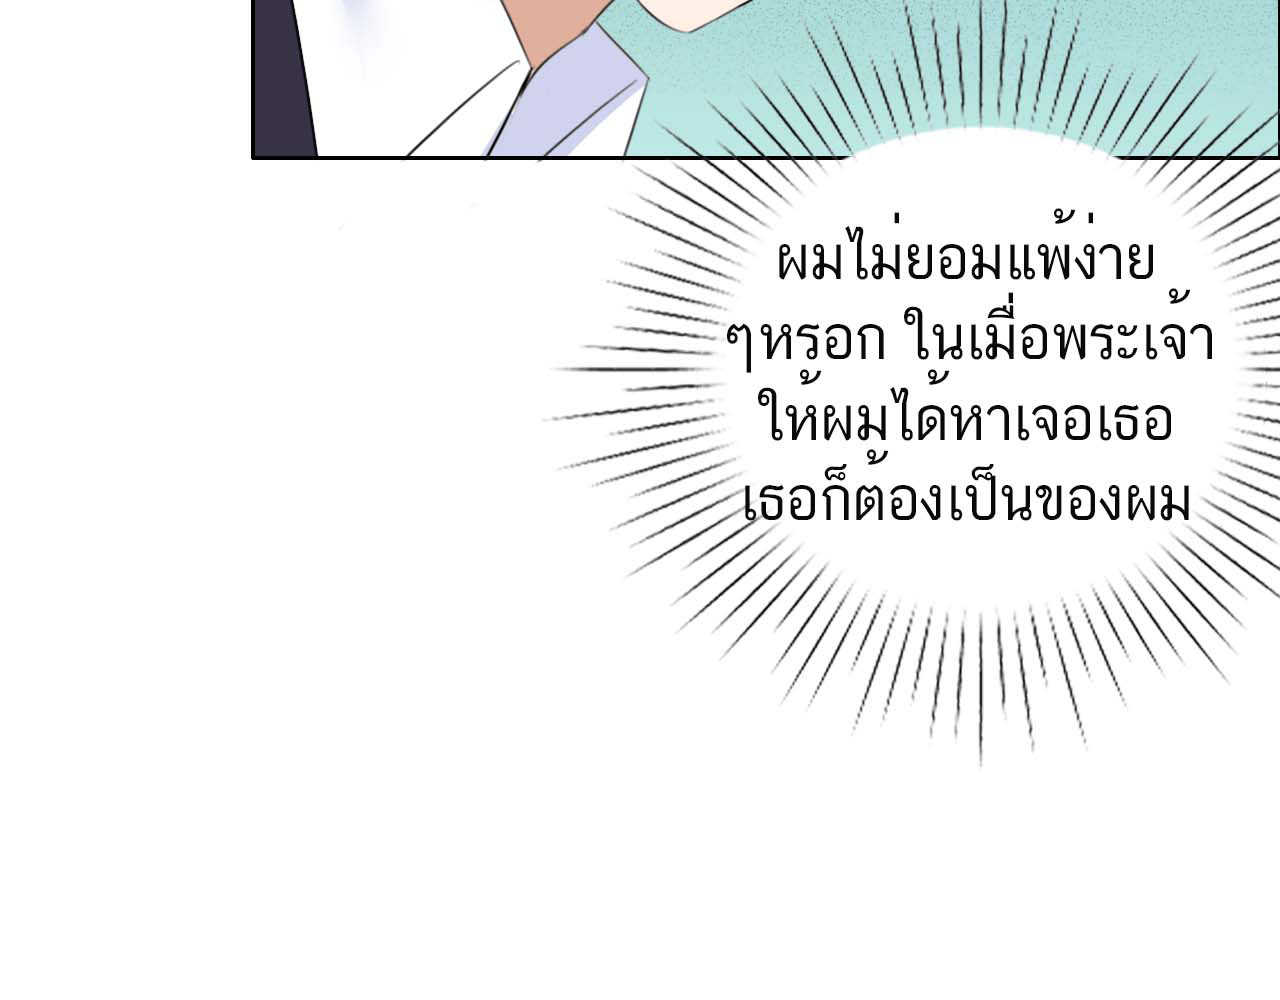 ผมไม่ยอมแพ้ง่าย
ๆหรอก ในเมื่อพระเจ้า
ให้ผมได้หาเจอเธอ
เธอก็ต้องเป็นของผม